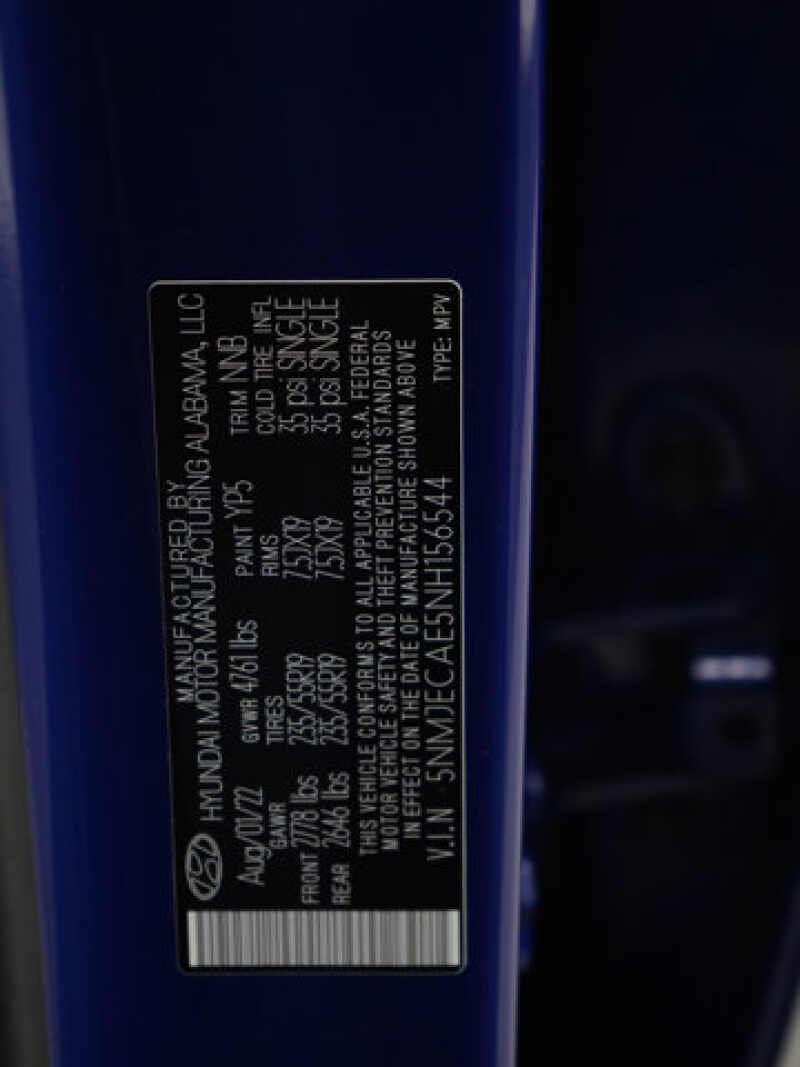 MANUFACTURED BY
HYUNDAI MOTOR MANUFACTURING ALABAMA, LLC
Aug/01/22 GVWR 4761 lbs PAINT YP5 TRIM NNB
GAWR TIRES RIMS COLD TIRE INFL
FRONT 2778 lbs 235/55R19 7.5JX19 35 psi SINGLE
REAR 2646 lbs 235/55R19 7.5JX19 35 psi SINGLE
THIS VEHICLE CONFORMS TO ALL APPLICABLE U.S.A. FEDERAL
MOTOR VEHICLE SAFETY AND THEFT PREVENTION STANDARDS
IN EFFECT ON THE DATE OF MANUFACTURE SHOWN ABOVE
V.I.N 5NMJECAE5NH156544 TYPE: MPV